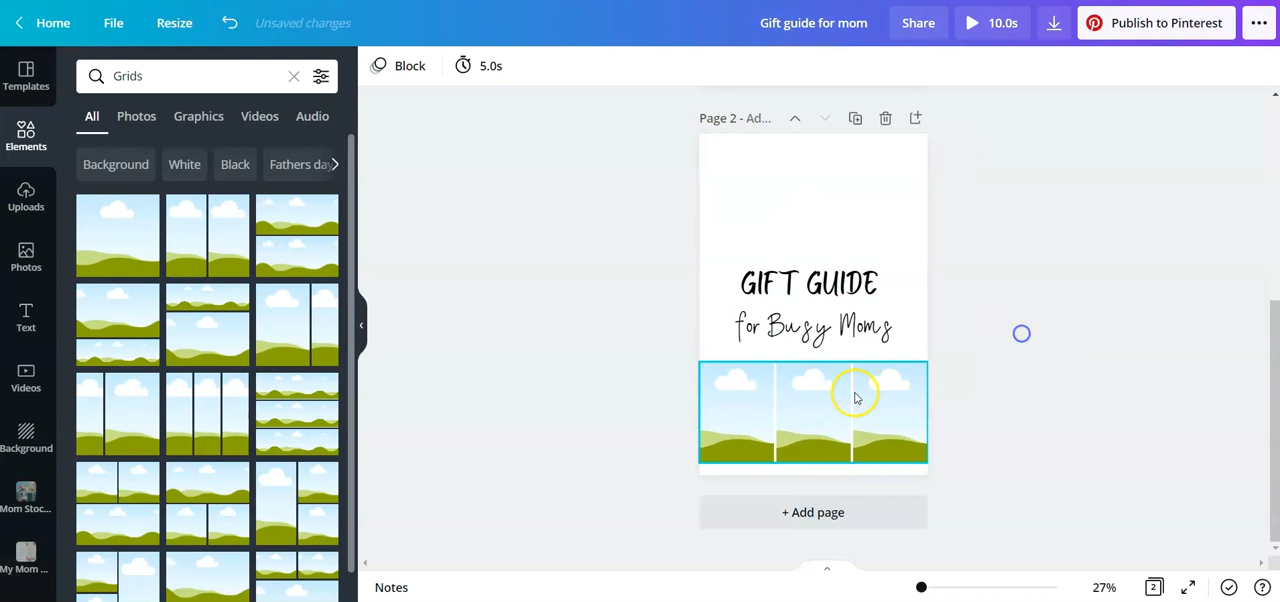 Home File Resize Unsaved changes Gift guide for mom Share 10.0s Publish to Pinterest
Templates
Grids
Block 5.0s
All Photos Graphics Videos Audio
Page 2 - Ad...
Elements
Background White Black Fathers day
Uploads
Photos
GIFT GUIDE
for Busy Moms
Text
Videos
Background
Mom Stoc...
+ Add page
My Mom ...
Notes 27% 2